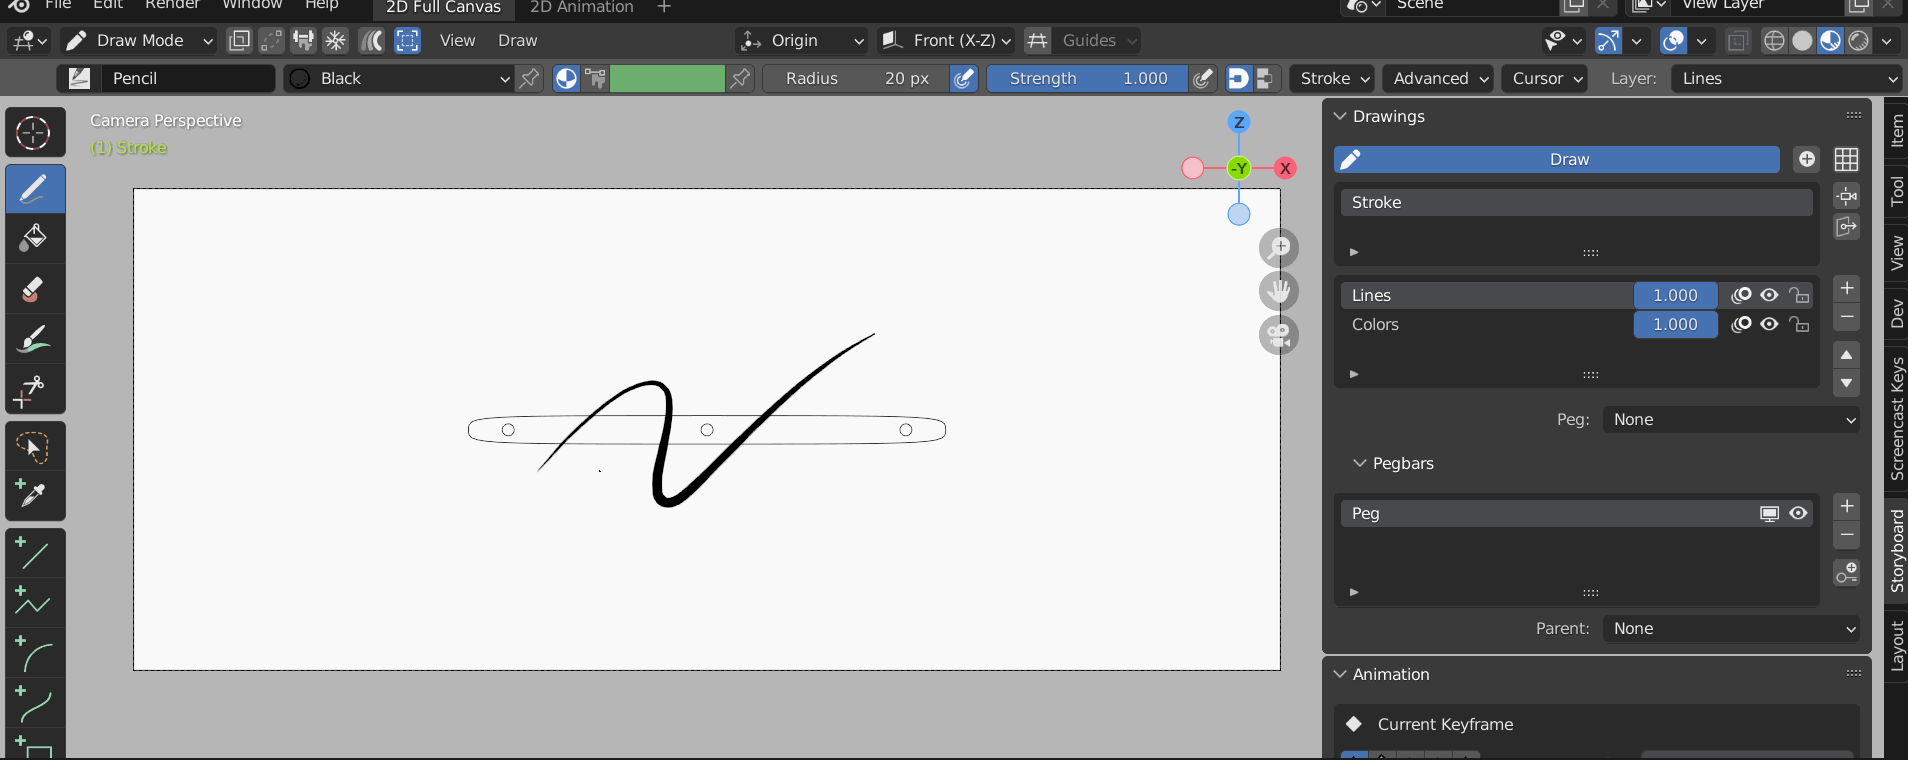 File Edit Render Window Help 2D Full Canvas 2D Animation + Scene View Layer
Draw Mode View Draw Origin Front (X-Z) Guides
Pencil Black Radius 20 px Strength 1.000 Stroke Advanced Cursor Layer: Lines
Camera Perspective
(1) Stroke
Z
-Y
X
Drawings
Draw
Stroke
Lines 1.000
Colors 1.000
Peg: None
Pegbars
Peg
Parent: None
Animation
Current Keyframe
Item
Tool
View
Dev
Screencast Keys
Storyboard
Layout